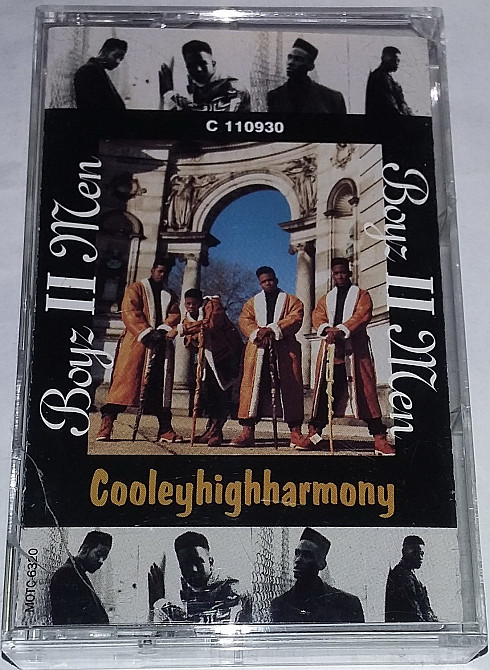 C 110930
Boyz II Men
Boyz II Men
Cooleyhighharmony
MOTC-6320